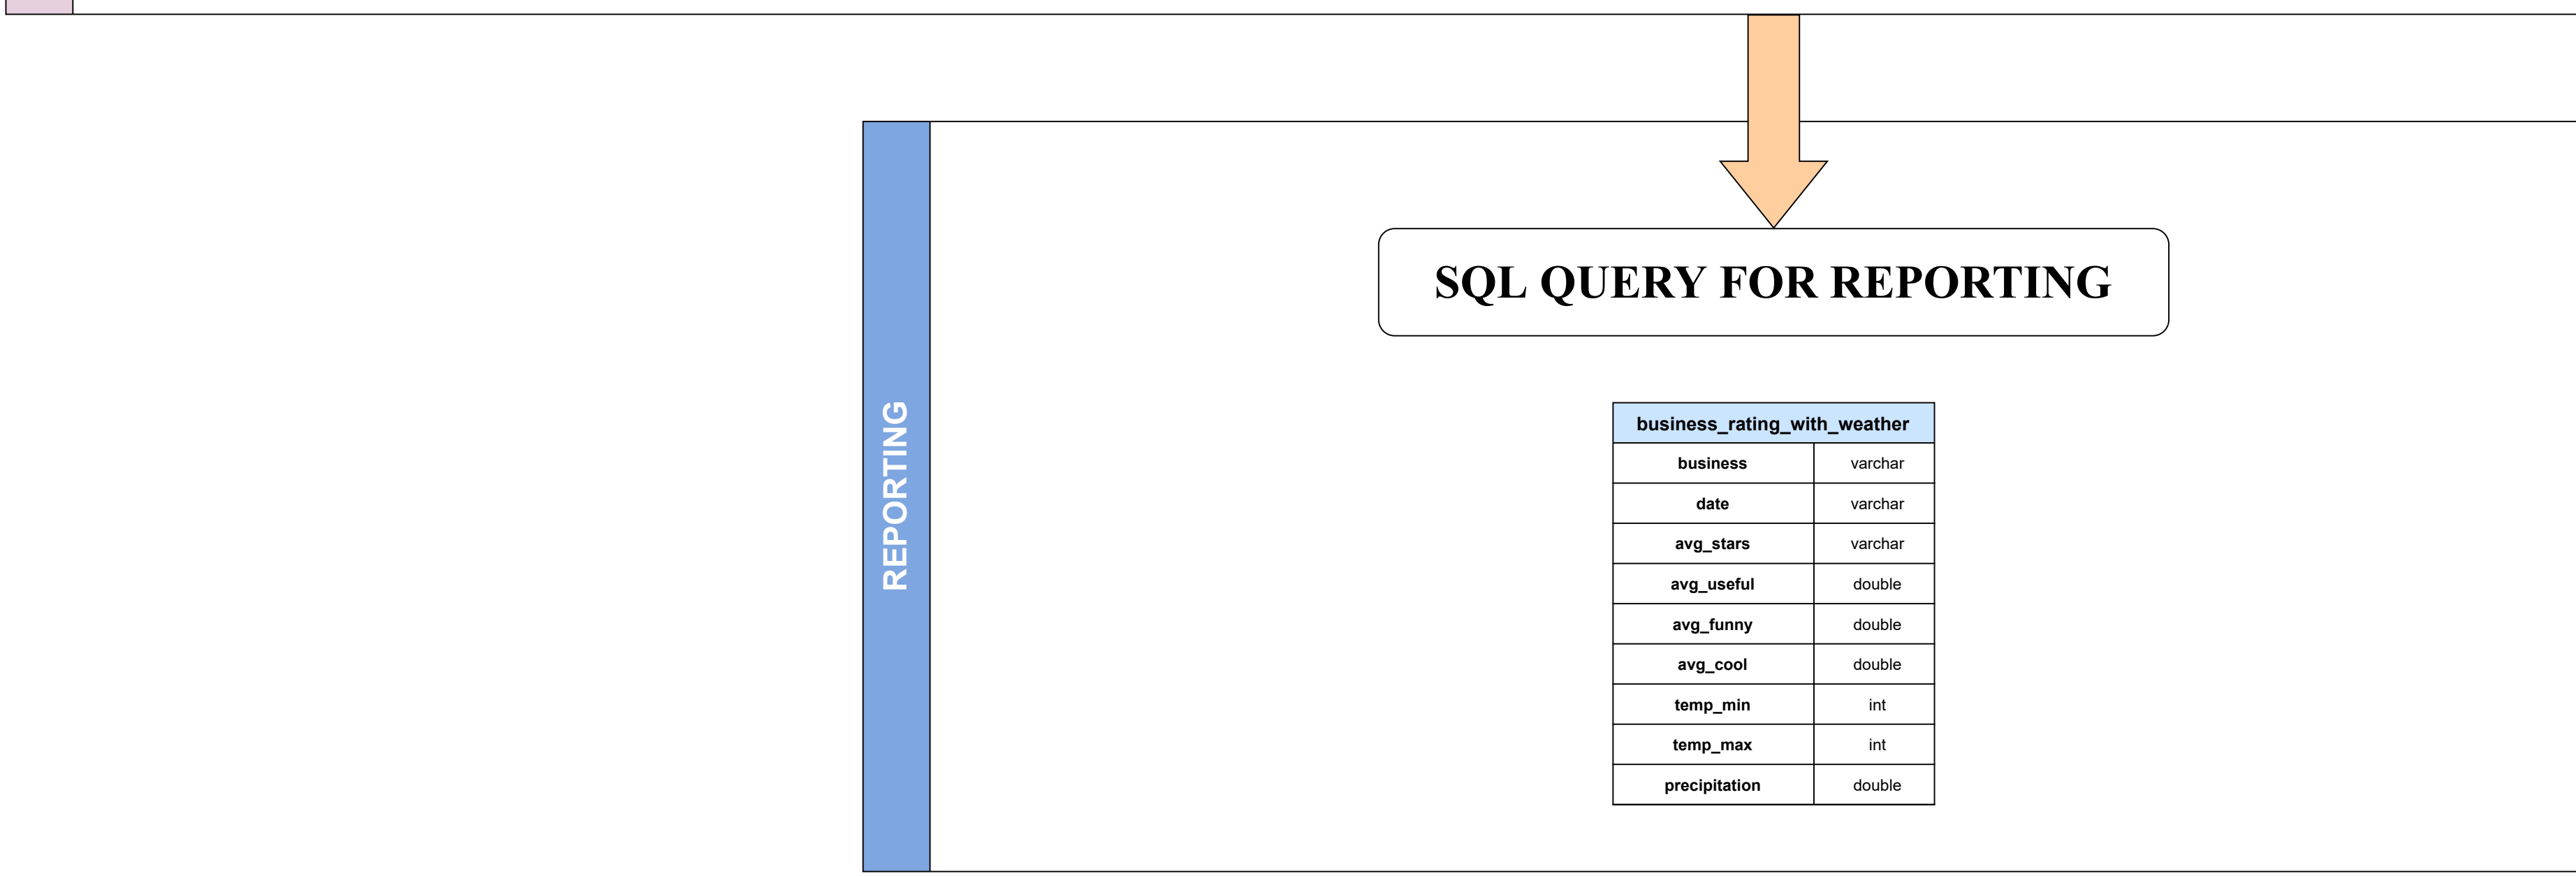 SQL QUERY FOR REPORTING
REPORTING
business_rating_with_weather
business varchar
date varchar
avg_stars varchar
avg_useful double
avg_funny double
avg_cool double
temp_min int
temp_max int
precipitation double